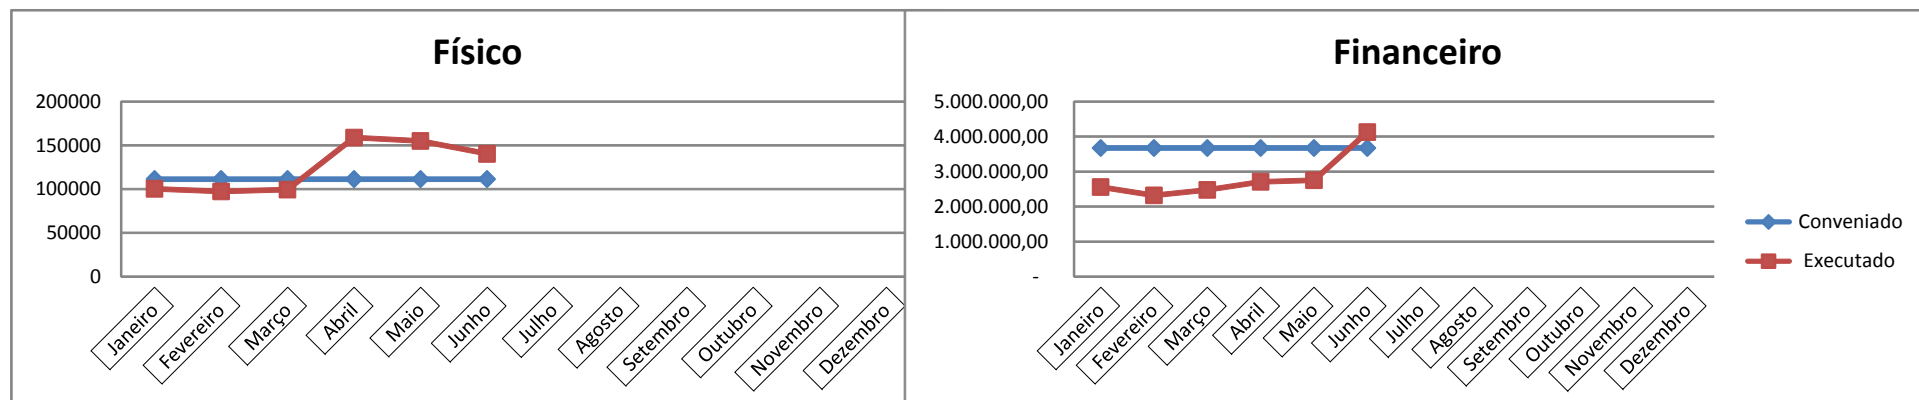 Físico
200000
150000
100000
50000
0
Janeiro
Fevereiro
Março
Abril
Maio
Junho
Julho
Agosto
Setembro
Outubro
Novembro
Dezembro
Financeiro
5.000.000,00
4.000.000,00
3.000.000,00
2.000.000,00
1.000.000,00
-
Janeiro
Fevereiro
Março
Abril
Maio
Junho
Julho
Agosto
Setembro
Outubro
Novembro
Dezembro
Conveniado
Executado